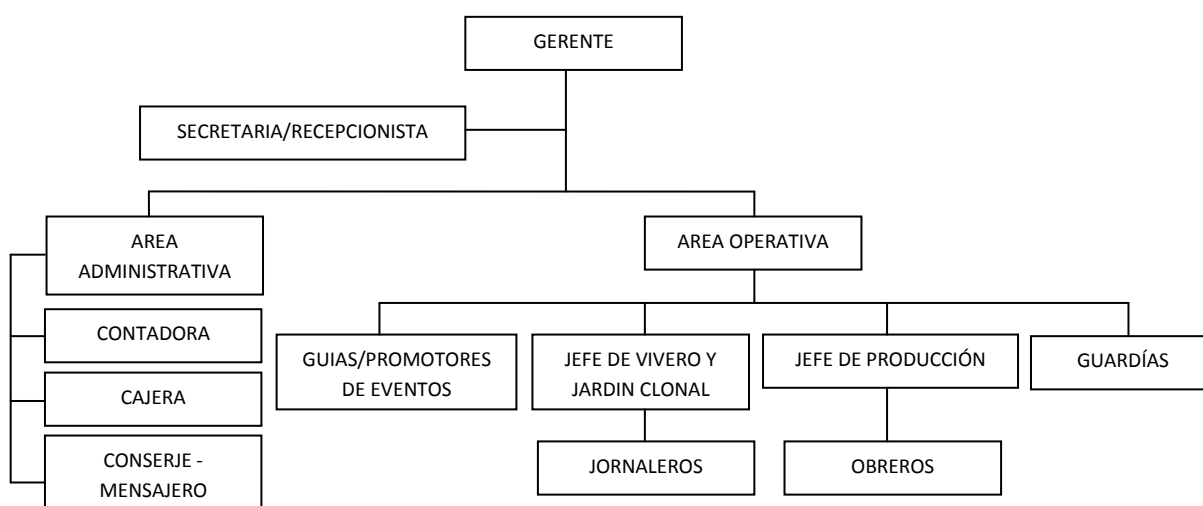 GERENTE
SECRETARIA/RECEPCIONISTA
AREA
ADMINISTRATIVA
AREA OPERATIVA
CONTADORA
CAJERA
CONSERJE -
MENSAJERO
GUIAS/PROMOTORES
DE EVENTOS
JEFE DE VIVERO Y
JARDIN CLONAL
JEFE DE PRODUCCIÓN
GUARDÍAS
JORNALEROS
OBREROS